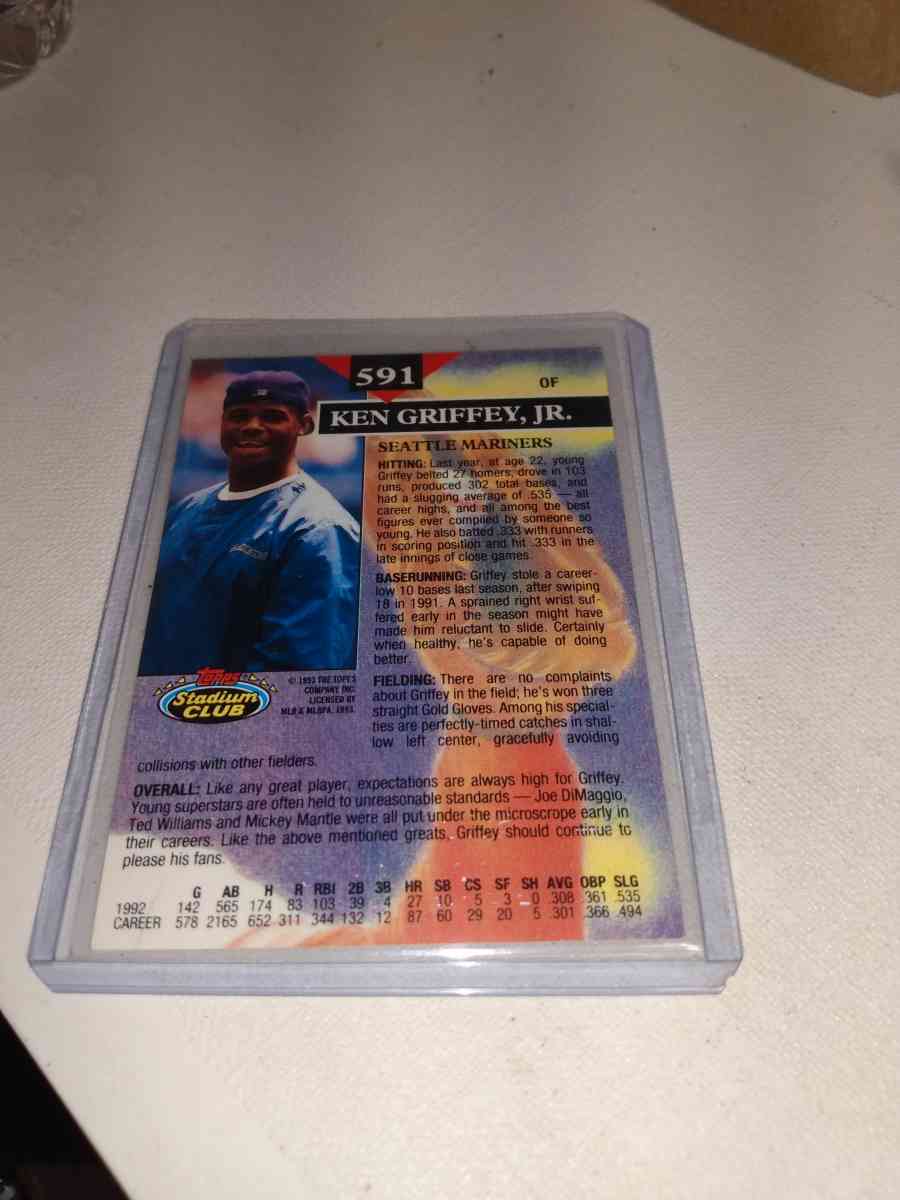 591
OF
KEN GRIFFEY, JR.
SEATTLE MARINERS
HITTING: Last year, at age 22, young
Griffey belted 27 homers, drove in 103
runs, produced 302 total bases, and
had a slugging average of .535 — all
career highs, and all among the best
figures ever compiled by someone so
young. He also batted .333 with runners
in scoring position and hit .333 in the
late innings of close games.
BASERUNNING: Griffey stole a career-
low 10 bases last season, after swiping
18 in 1991. A sprained right wrist suf-
fered early in the season might have
made him reluctant to slide. Certainly
when healthy, he's capable of doing
better.
FIELDING: There are no complaints
about Griffey in the field; he's won three
straight Gold Gloves. Among his special-
ties are perfectly-timed catches in shal-
low left center, gracefully avoiding
collisions with other fielders.
Topps
Stadium
CLUB
© 1993 THE TOPPS
COMPANY INC.
LICENSED BY
MLB & MLBPA, 1993
OVERALL: Like any great player, expectations are always high for Griffey.
Young superstars are often held to unreasonable standards — Joe DiMaggio,
Ted Williams and Mickey Mantle were all put under the microscope early in
their careers. Like the above mentioned greats, Griffey should continue to
please his fans.
G AB H R RBI 2B 3B HR SB CS SF SH AVG OBP SLG
1992 142 565 174 83 103 39 4 27 10 5 3 0 .308 .361 .535
CAREER 578 2165 652 311 344 132 12 87 60 29 20 5 .301 .366 .494